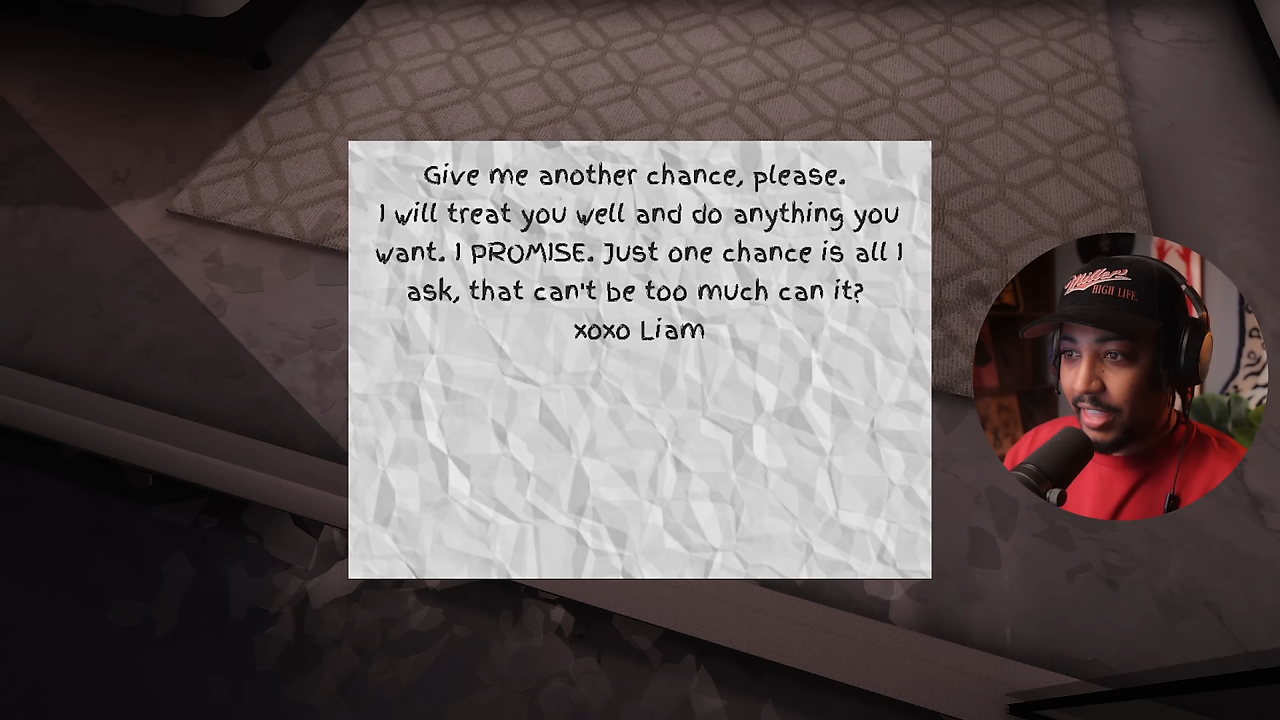 Give me another chance, please.
I will treat you well and do anything you
want. I PROMISE. Just one chance is all I
ask, that can't be too much can it?
xoxo Liam
Miller
HIGH LIFE.